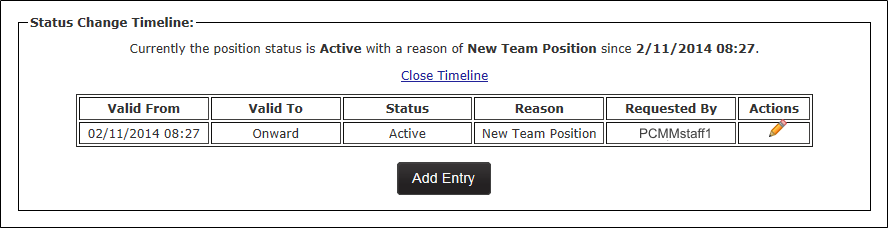 Status Change Timeline:
Currently the position status is Active with a reason of New Team Position since 2/11/2014 08:27.
Close Timeline
Valid From Valid To Status Reason Requested By Actions
02/11/2014 08:27 Onward Active New Team Position PCMMstaff1
Add Entry